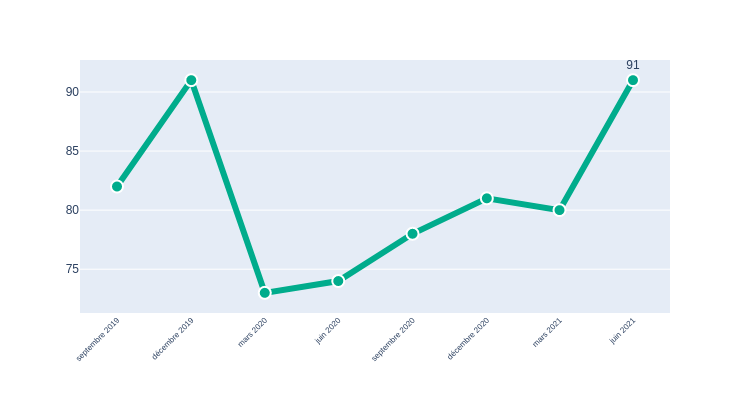 91
90
85
80
75
septembre 2019
décembre 2019
mars 2020
juin 2020
septembre 2020
décembre 2020
mars 2021
juin 2021